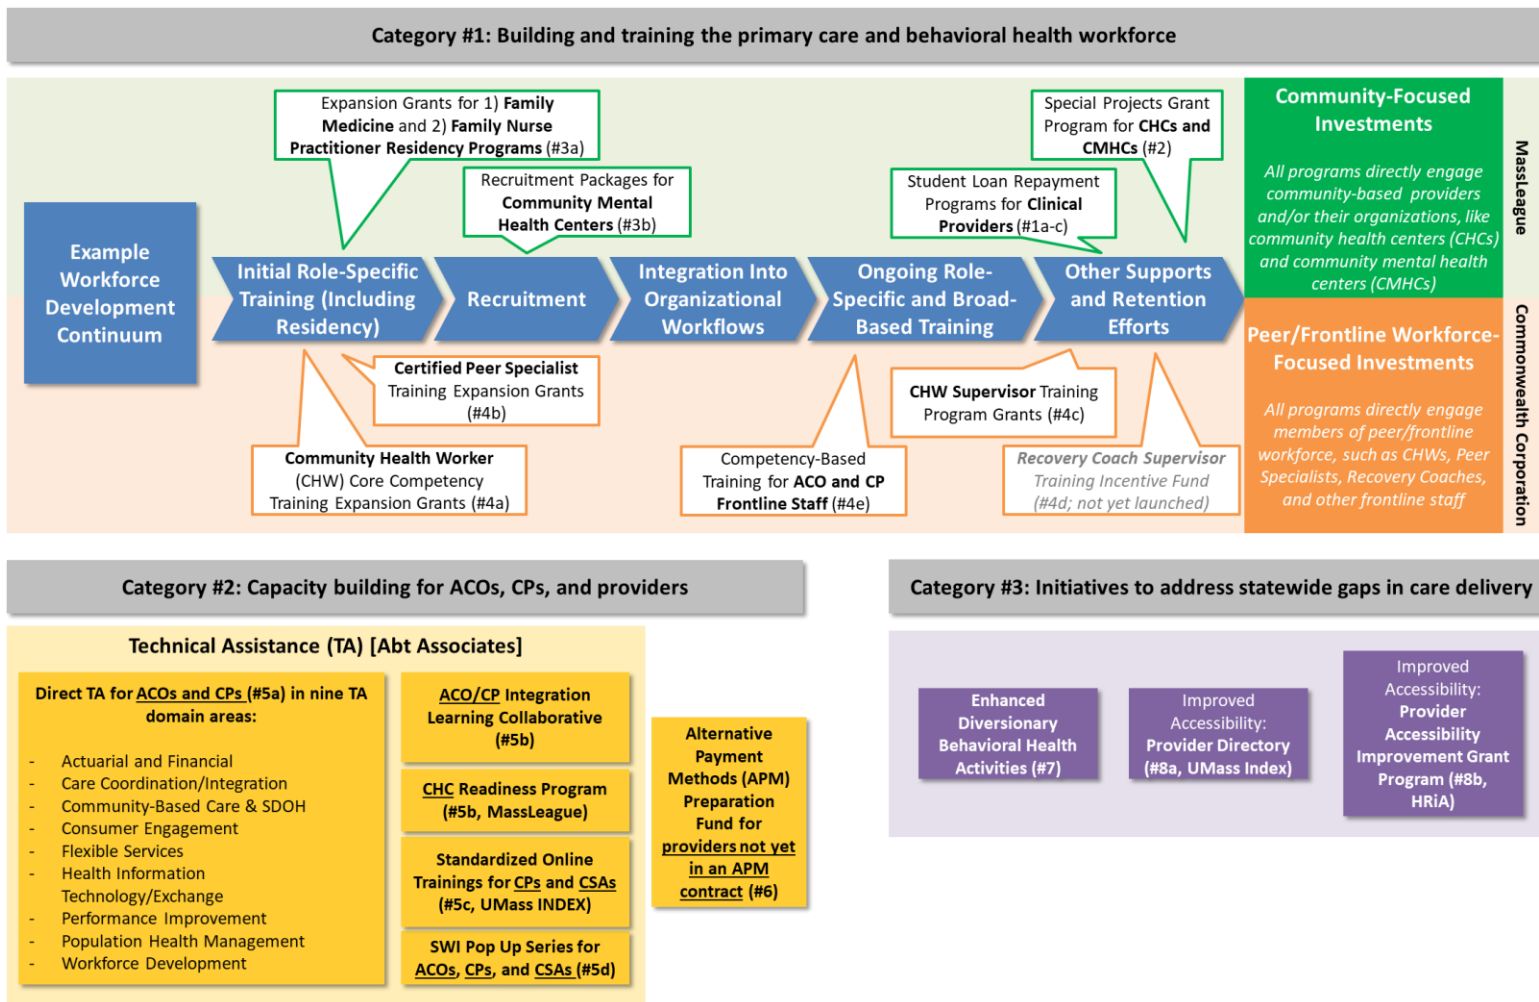 Category #1: Building and training the primary care and behavioral health workforce
Expansion Grants for 1) Family
Medicine and 2) Family Nurse
Practitioner Residency Programs (#3a)
Recruitment Packages for
Community Mental
Health Centers (#3b)
Special Projects Grant
Program for CHCs and
CMHCs (#2)
Student Loan Repayment
Programs for Clinical
Providers (#1a-c)
Community-Focused
Investments
All programs directly engage
community-based providers
and/or their organizations, like
community health centers (CHCs)
and community mental health
centers (CMHCs)
MassLeague
Example
Workforce
Development
Continuum
Initial Role-Specific
Training (Including
Residency)
Recruitment
Integration Into
Organizational
Workflows
Ongoing Role-
Specific and Broad-
Based Training
Other Supports
and Retention
Efforts
Certified Peer Specialist
Training Expansion Grants
(#4b)
Community Health Worker
(CHW) Core Competency
Training Expansion Grants (#4a)
CHW Supervisor Training
Program Grants (#4c)
Competency-Based
Training for ACO and CP
Frontline Staff (#4e)
Recovery Coach Supervisor
Training Incentive Fund
(#4d; not yet launched)
Peer/Frontline Workforce-
Focused Investments
All programs directly engage
members of peer/frontline
workforce, such as CHWs, Peer
Specialists, Recovery Coaches,
and other frontline staff
Commonwealth Corporation
Category #2: Capacity building for ACOs, CPs, and providers
Technical Assistance (TA) [Abt Associates]
Direct TA for ACOs and CPs (#5a) in nine TA
domain areas:
- Actuarial and Financial
- Care Coordination/Integration
- Community-Based Care & SDOH
- Consumer Engagement
- Flexible Services
- Health Information
Technology/Exchange
- Performance Improvement
- Population Health Management
- Workforce Development
ACO/CP Integration
Learning Collaborative
(#5b)
CHC Readiness Program
(#5b, MassLeague)
Standardized Online
Trainings for CPs and CSAs
(#5c, UMass INDEX)
SWI Pop Up Series for
ACOs, CPs, and CSAs (#5d)
Alternative
Payment
Methods (APM)
Preparation
Fund for
providers not yet
in an APM
contract (#6)
Category #3: Initiatives to address statewide gaps in care delivery
Enhanced
Diversionary
Behavioral Health
Activities (#7)
Improved
Accessibility:
Provider Directory
(#8a, UMass Index)
Improved
Accessibility:
Provider
Accessibility
Improvement Grant
Program (#8b,
HRiA)